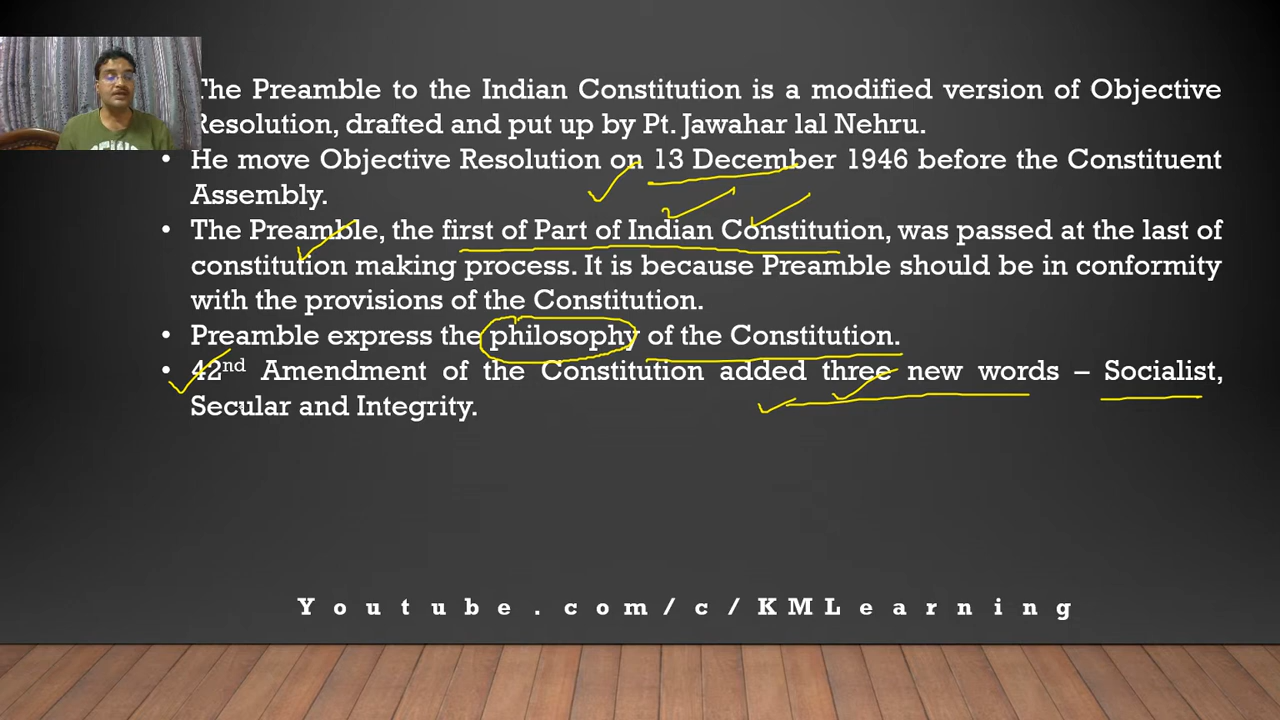 The Preamble to the Indian Constitution is a modified version of Objective
Resolution, drafted and put up by Pt. Jawahar lal Nehru.
• He move Objective Resolution on 13 December 1946 before the Constituent
Assembly.
• The Preamble, the first of Part of Indian Constitution, was passed at the last of
constitution making process. It is because Preamble should be in conformity
with the provisions of the Constitution.
• Preamble express the philosophy of the Constitution.
• 42nd Amendment of the Constitution added three new words – Socialist,
Secular and Integrity.
Youtube.com/c/KMLearning